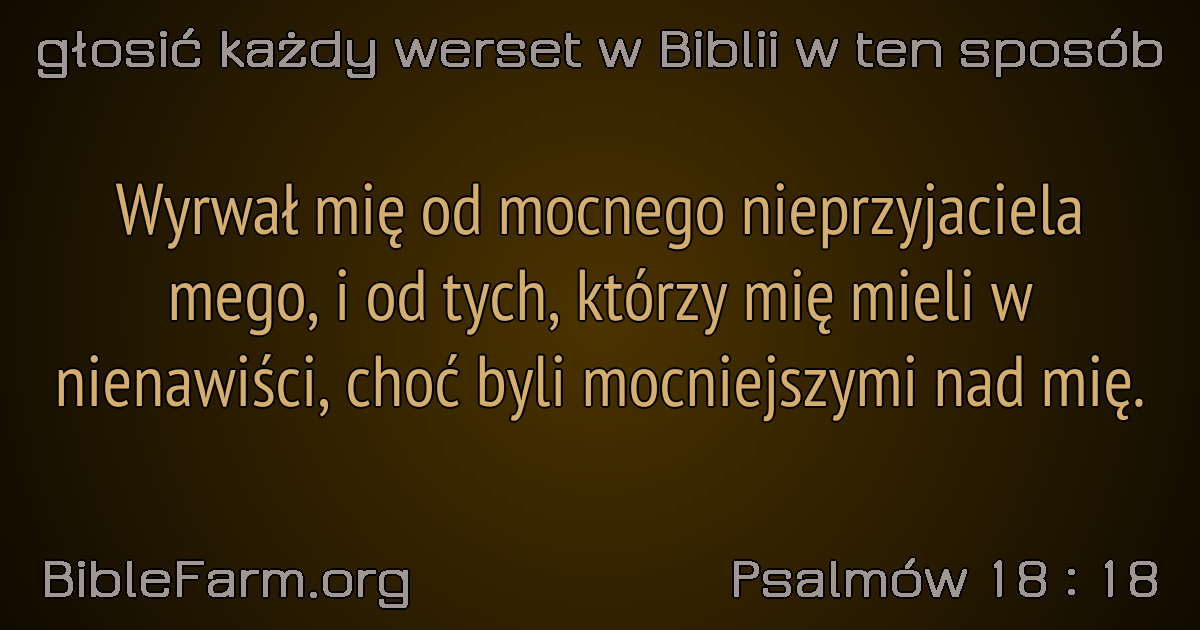 głosić każdy werset w Biblii w ten sposób
Wyrwał mię od mocnego nieprzyjaciela
mego, i od tych, którzy mię mieli w
nienawiści, choć byli mocniejszymi nad mię.
BibleFarm.org
Psalmów 18 : 18